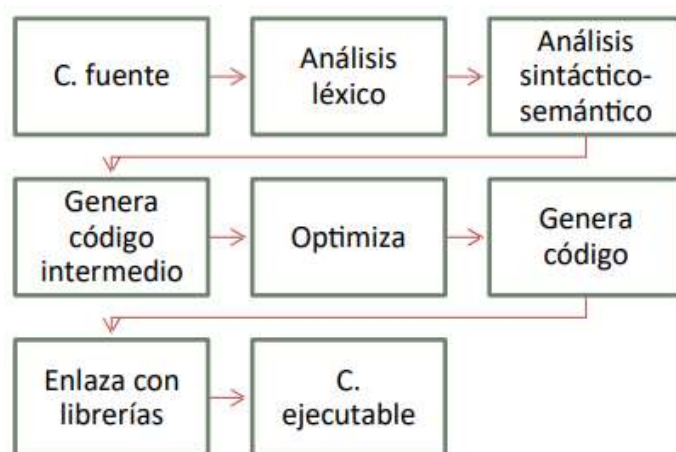 C. fuente
Análisis
léxico
Análisis
sintáctico-
semántico
Genera
código
intermedio
Optimiza
Genera
código
Enlaza con
librerías
C.
ejecutable